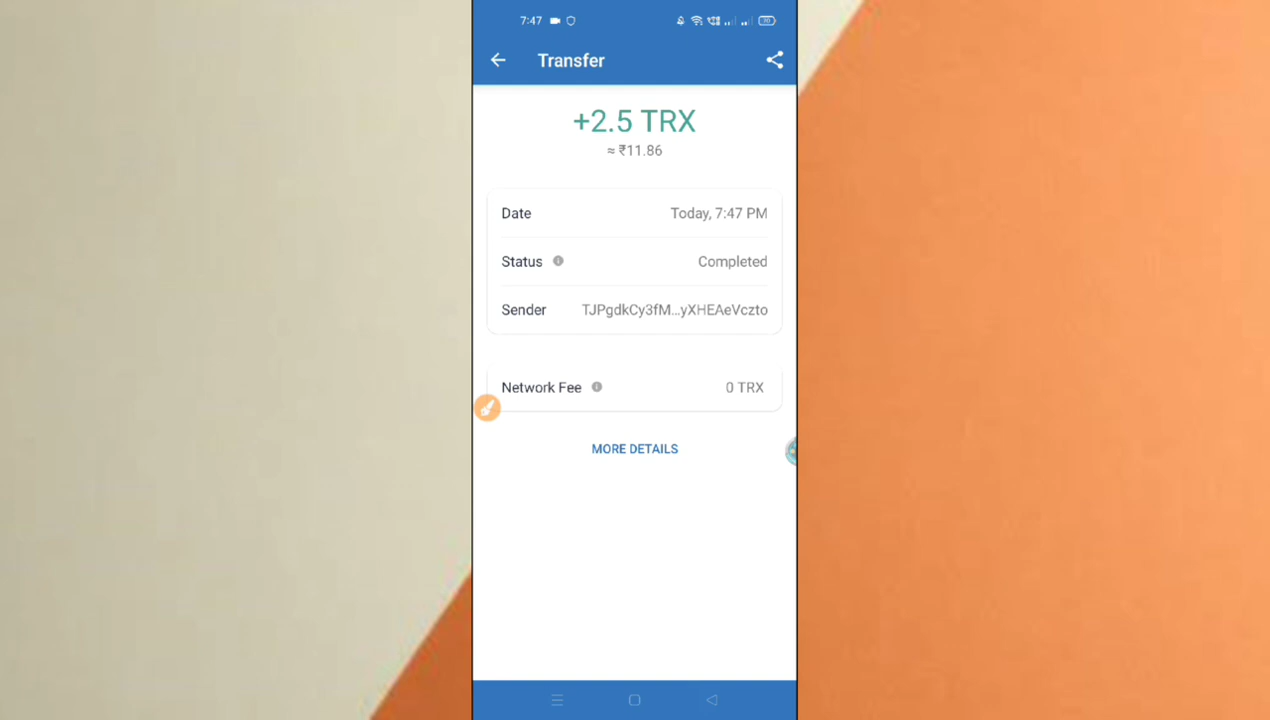 7:47 70
Transfer
+2.5 TRX
≈ ₹11.86
Date Today, 7:47 PM
Status Completed
Sender TJPgdkCy3fM...yXHEAeVczto
Network Fee 0 TRX
MORE DETAILS